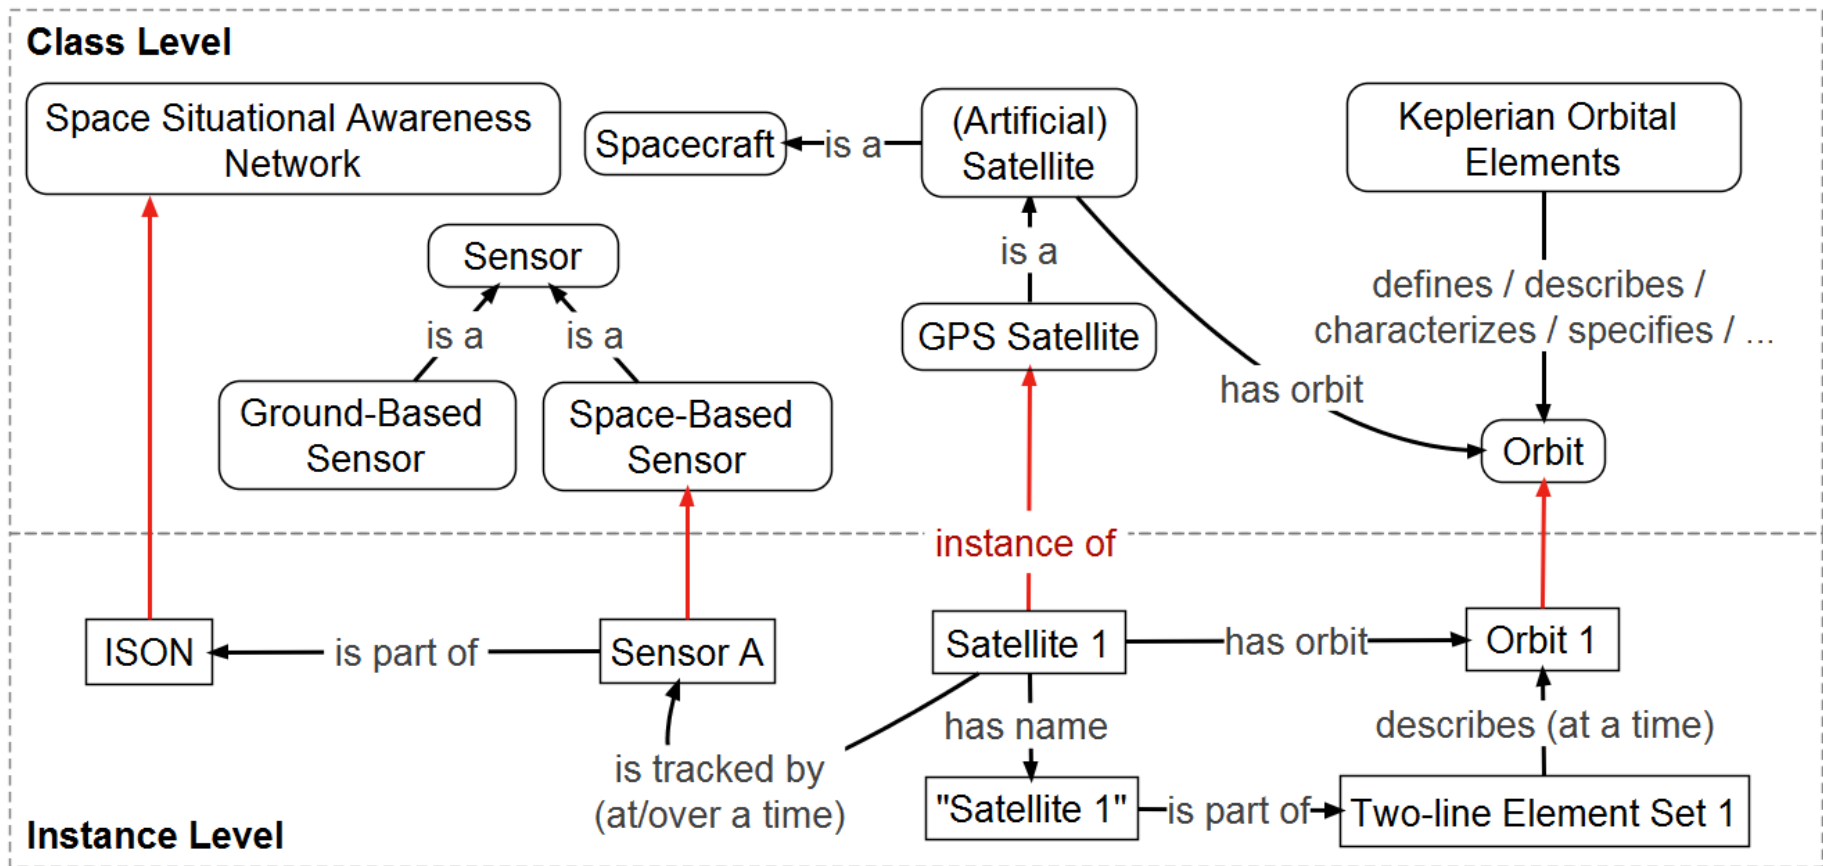 Class Level
Space Situational Awareness
Network
Spacecraft
is a
(Artificial)
Satellite
Keplerian Orbital
Elements
Sensor
is a
is a
is a
GPS Satellite
defines / describes /
characterizes / specifies / ...
has orbit
Ground-Based
Sensor
Space-Based
Sensor
Orbit
instance of
ISON
is part of
Sensor A
Satellite 1
has orbit
Orbit 1
has name
describes (at a time)
is tracked by
(at/over a time)
"Satellite 1"
is part of
Two-line Element Set 1
Instance Level